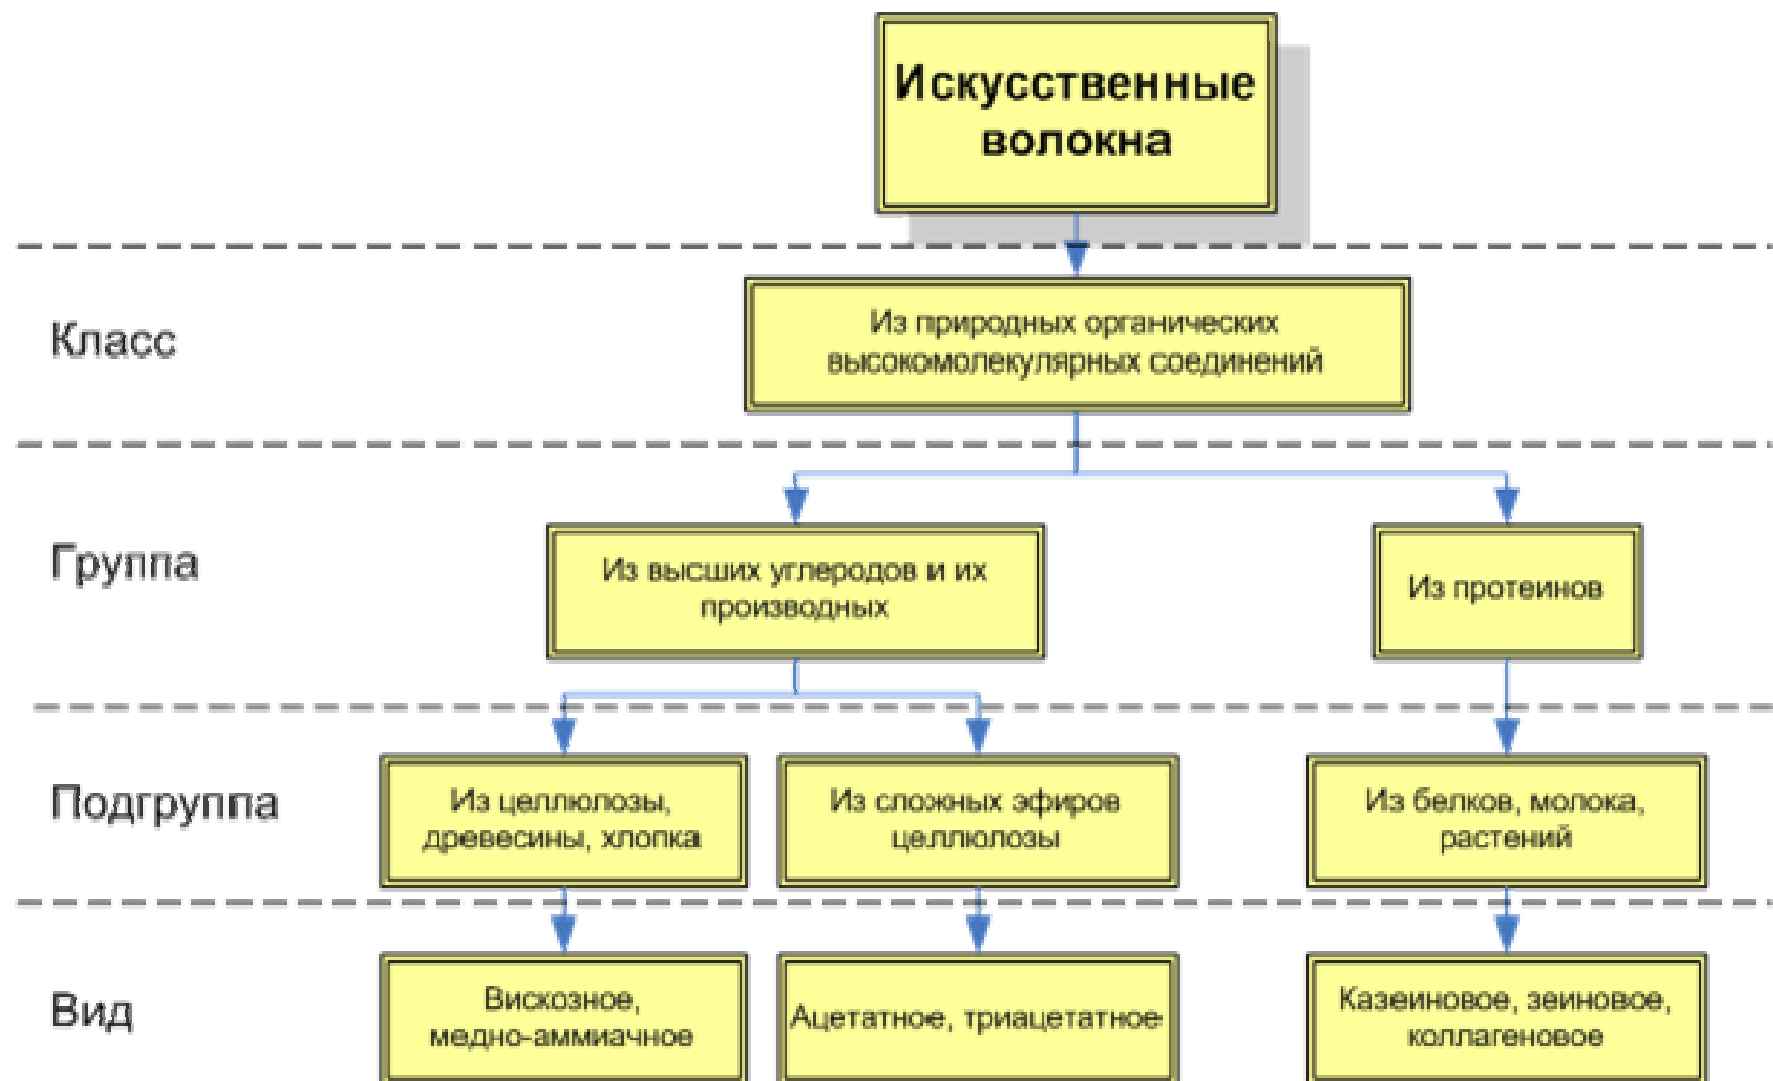 Искусственные
волокна
Класс
Из природных органических
высокомолекулярных соединений
Группа
Из высших углеродов и их
производных
Из протеинов
Подгруппа
Из целлюлозы,
древесины, хлопка
Из сложных эфиров
целлюлозы
Из белков, молока,
растений
Вид
Вискозное,
медно-аммиачное
Ацетатное, триацетатное
Казеиновое, зеиновое,
коллагеновое